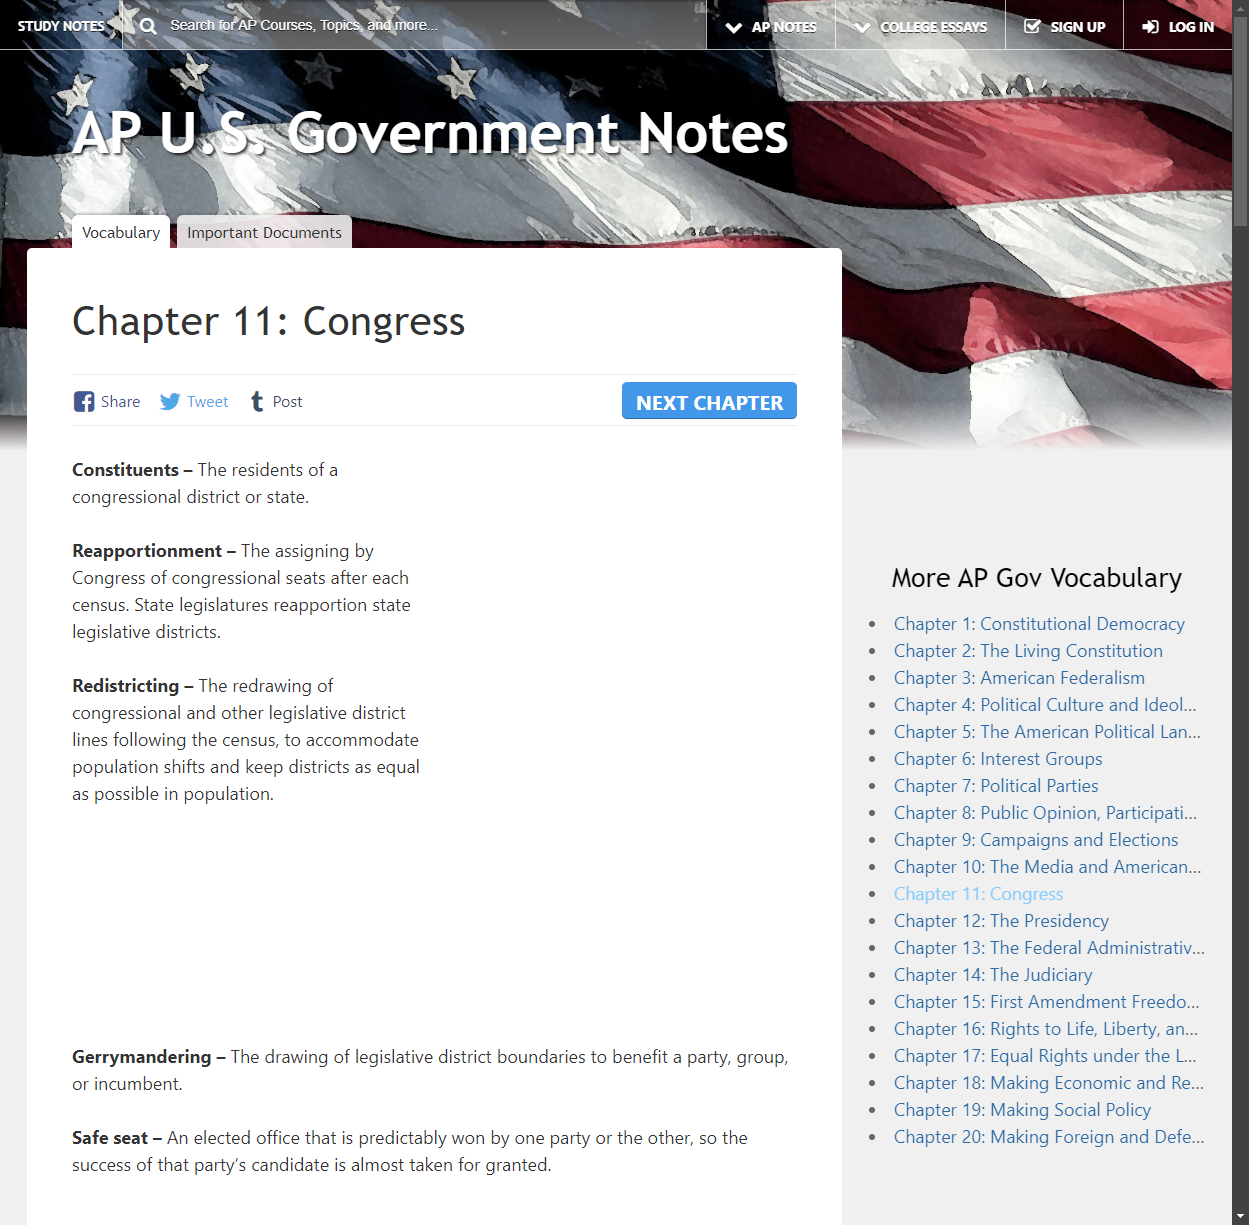 STUDY NOTES
Search for AP Courses, Topics, and more...
AP NOTES
COLLEGE ESSAYS
SIGN UP
LOG IN
AP U.S. Government Notes
Vocabulary
Important Documents
Chapter 11: Congress
Share
Tweet
Post
NEXT CHAPTER
Constituents – The residents of a
congressional district or state.
Reapportionment – The assigning by
Congress of congressional seats after each
census. State legislatures reapportion state
legislative districts.
Redistricting – The redrawing of
congressional and other legislative district
lines following the census, to accommodate
population shifts and keep districts as equal
as possible in population.
Gerrymandering – The drawing of legislative district boundaries to benefit a party, group,
or incumbent.
Safe seat – An elected office that is predictably won by one party or the other, so the
success of that party’s candidate is almost taken for granted.
More AP Gov Vocabulary
Chapter 1: Constitutional Democracy
Chapter 2: The Living Constitution
Chapter 3: American Federalism
Chapter 4: Political Culture and Ideol...
Chapter 5: The American Political Lan...
Chapter 6: Interest Groups
Chapter 7: Political Parties
Chapter 8: Public Opinion, Participati...
Chapter 9: Campaigns and Elections
Chapter 10: The Media and American...
Chapter 11: Congress
Chapter 12: The Presidency
Chapter 13: The Federal Administrativ...
Chapter 14: The Judiciary
Chapter 15: First Amendment Freedo...
Chapter 16: Rights to Life, Liberty, an...
Chapter 17: Equal Rights under the L...
Chapter 18: Making Economic and Re...
Chapter 19: Making Social Policy
Chapter 20: Making Foreign and Defe...